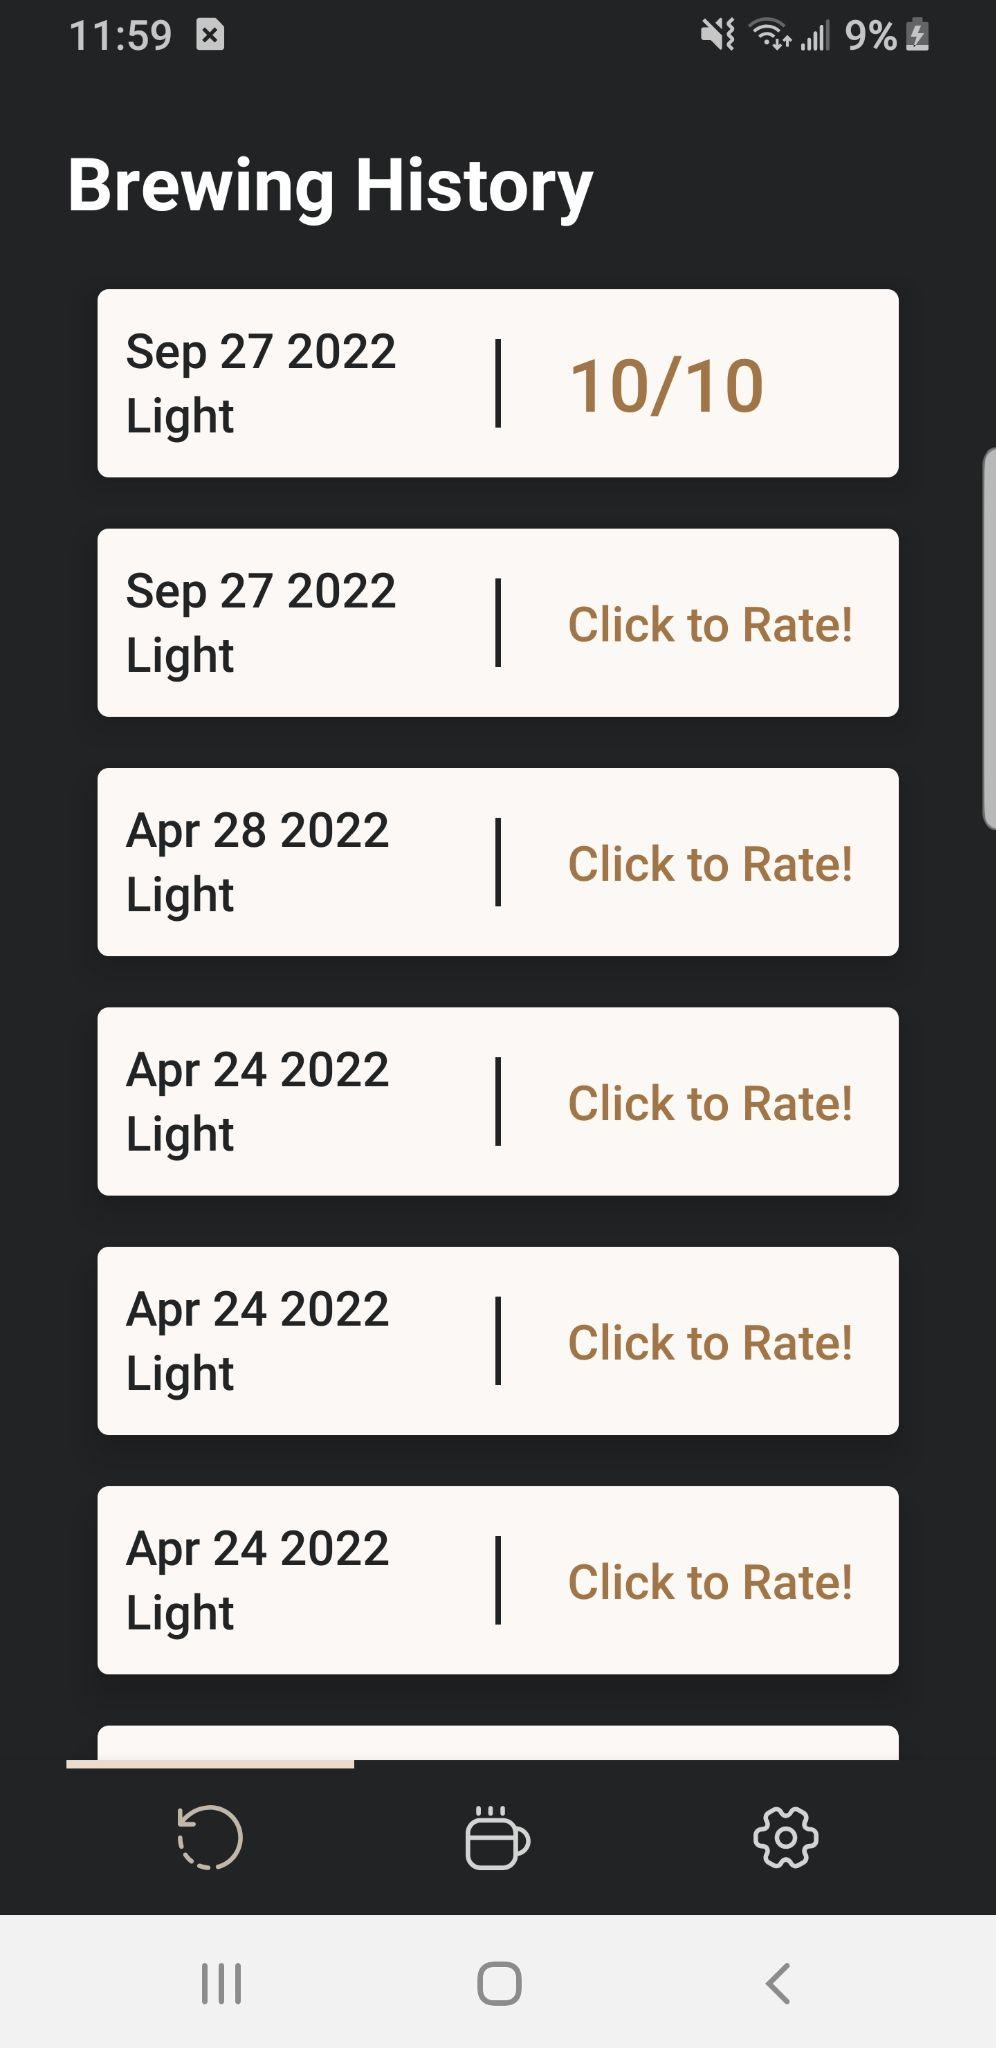 11:59 9%
Brewing History
Sep 27 2022
Light
10/10
Sep 27 2022
Light
Click to Rate!
Apr 28 2022
Light
Click to Rate!
Apr 24 2022
Light
Click to Rate!
Apr 24 2022
Light
Click to Rate!
Apr 24 2022
Light
Click to Rate!